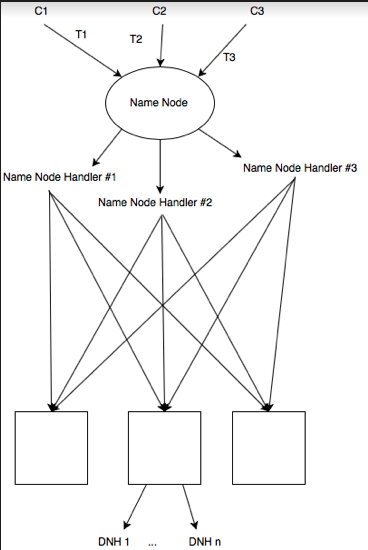 C1 C2 C3
T1
T2
T3
Name Node
Name Node Handler #1
Name Node Handler #2
Name Node Handler #3
DNH 1 ... DNH n